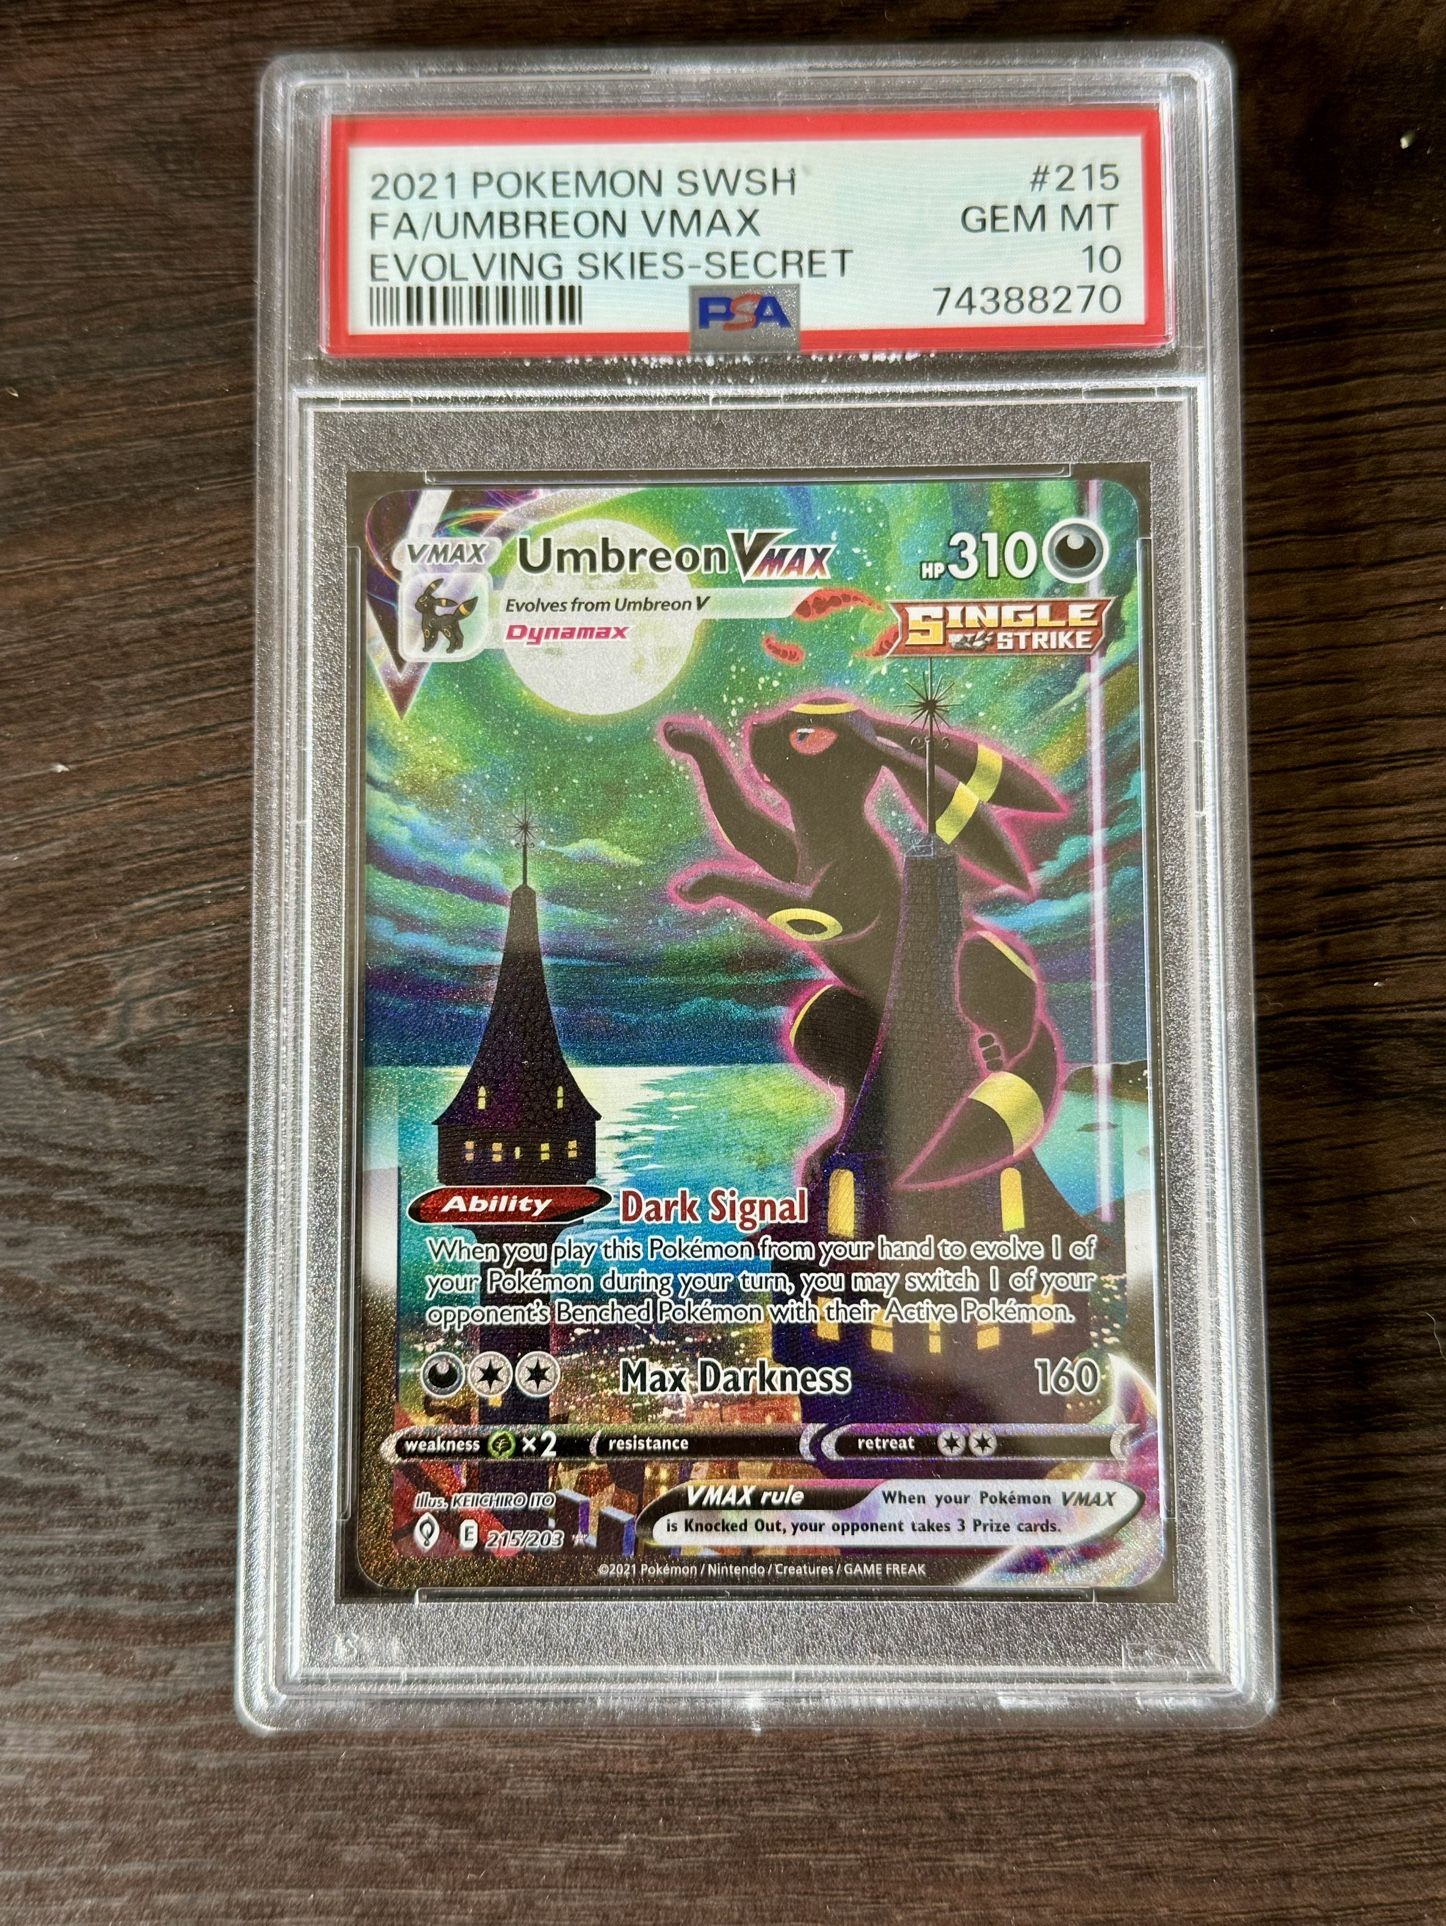 2021 POKEMON SWSH #215
FA/UMBREON VMAX GEM MT
EVOLVING SKIES-SECRET 10
PSA 74388270
VMAX Umbreon VMAX HP 310
Evolves from Umbreon V
Dynamax
SINGLE STRIKE
Ability Dark Signal
When you play this Pokémon from your hand to evolve 1 of
your Pokémon during your turn, you may switch 1 of your
opponent's Benched Pokémon with their Active Pokémon.
Max Darkness 160
weakness ×2 resistance retreat
Illus. KEIICHIRO ITO
VMAX rule When your Pokémon VMAX
is Knocked Out, your opponent takes 3 Prize cards.
E 215/203
©2021 Pokémon / Nintendo / Creatures / GAME FREAK